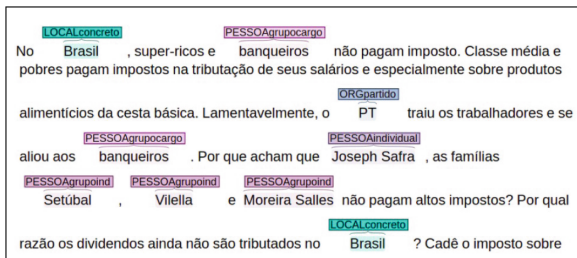 LOCALconcreto PESSOAgrupocargo
No Brasil , super-ricos e banqueiros não pagam imposto. Classe média e
pobres pagam impostos na tributação de seus salários e especialmente sobre produtos
ORGpartido
alimentícios da cesta básica. Lamentavelmente, o PT traiu os trabalhadores e se
PESSOAgrupocargo PESSOAindividual
aliou aos banqueiros . Por que acham que Joseph Safra , as famílias
PESSOAgrupoind PESSOAgrupoind PESSOAgrupoind
Setúbal , Vilella e Moreira Salles não pagam altos impostos? Por qual
LOCALconcreto
razão os dividendos ainda não são tributados no Brasil ? Cadê o imposto sobre